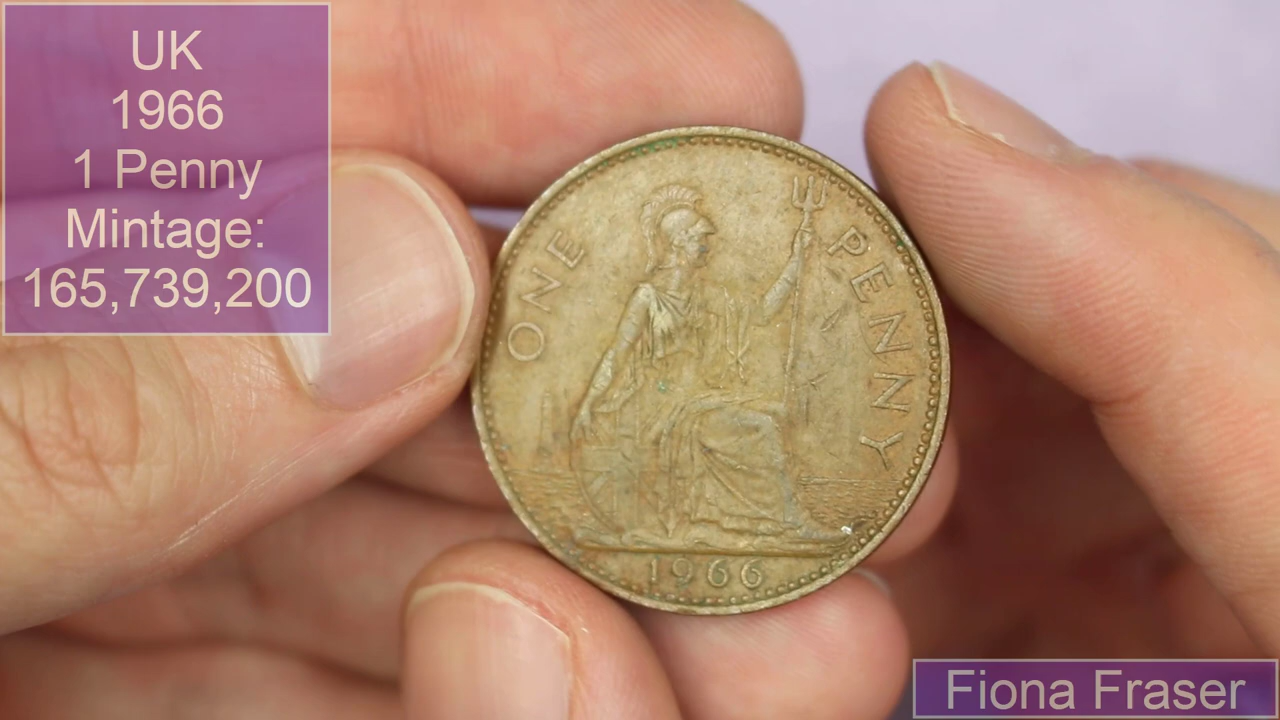 UK
1966
1 Penny
Mintage:
165,739,200
ONE PENNY
1966
Fiona Fraser